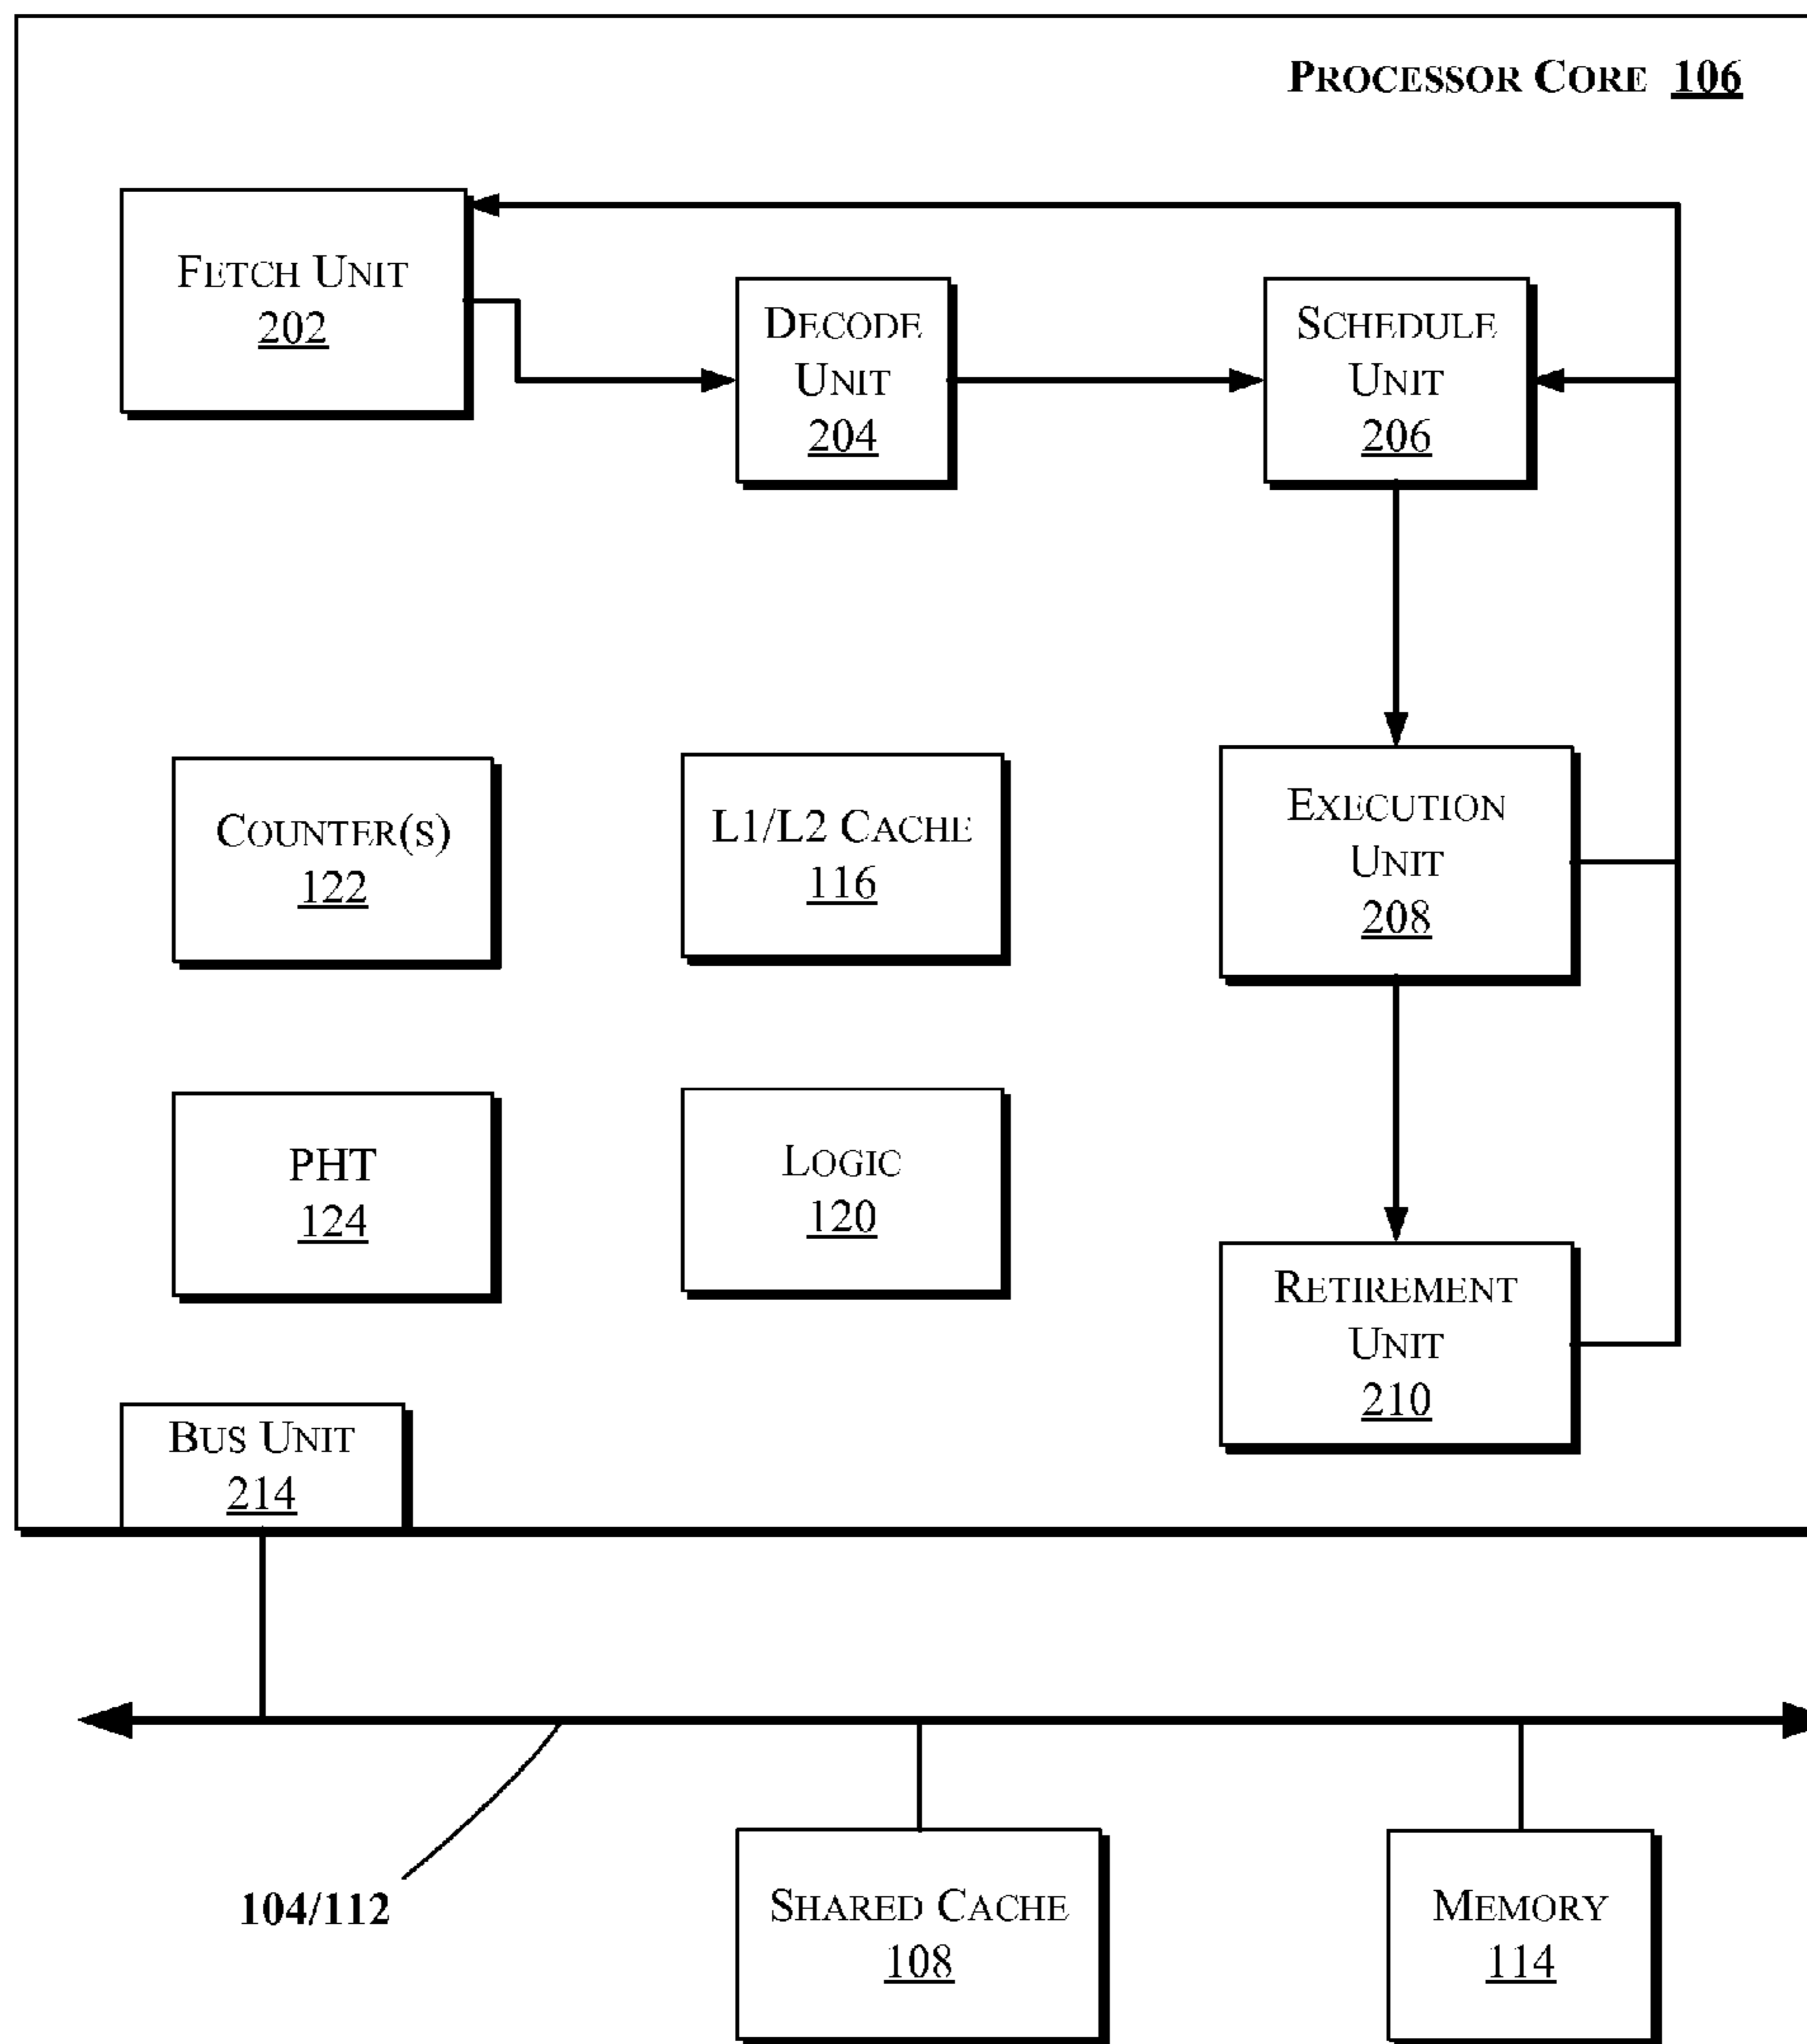 PROCESSOR CORE 106
FETCH UNIT
202
DECODE
UNIT
204
SCHEDULE
UNIT
206
COUNTER(S)
122
L1/L2 CACHE
116
EXECUTION
UNIT
208
PHT
124
LOGIC
120
RETIREMENT
UNIT
210
BUS UNIT
214
104/112
SHARED CACHE
108
MEMORY
114